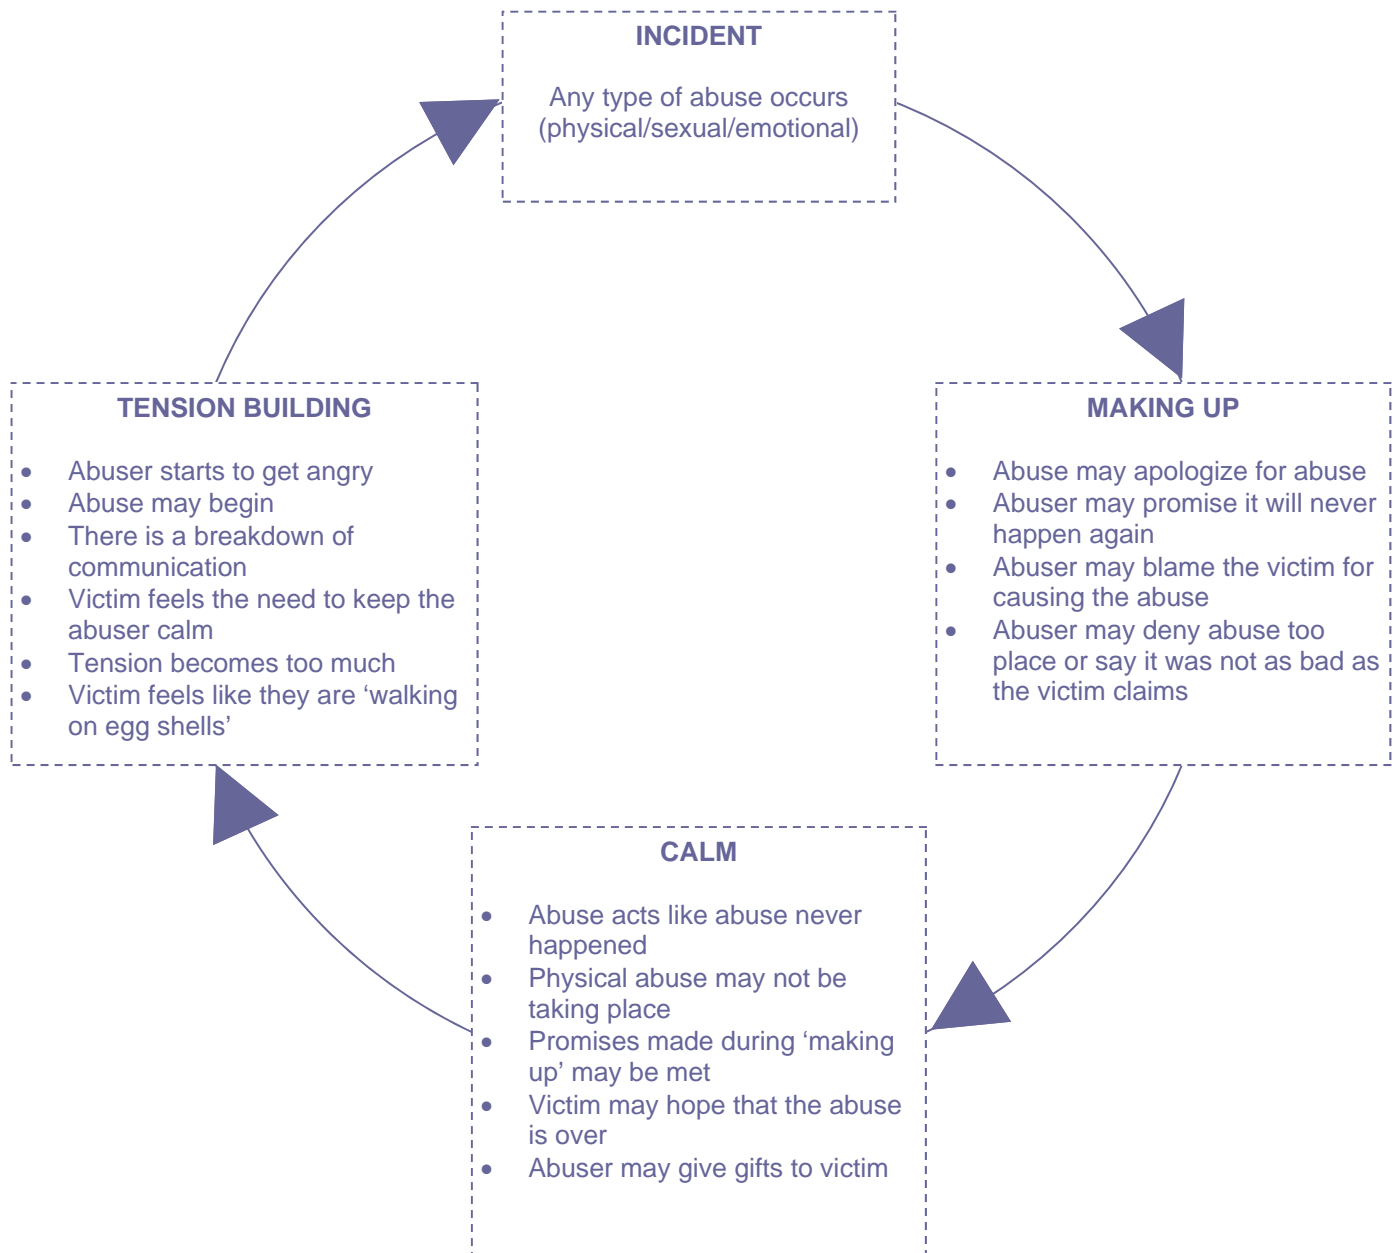 INCIDENT
Any type of abuse occurs
(physical/sexual/emotional)
TENSION BUILDING
• Abuser starts to get angry
• Abuse may begin
• There is a breakdown of
communication
• Victim feels the need to keep the
abuser calm
• Tension becomes too much
• Victim feels like they are ‘walking
on egg shells’
MAKING UP
• Abuse may apologize for abuse
• Abuser may promise it will never
happen again
• Abuser may blame the victim for
causing the abuse
• Abuser may deny abuse too
place or say it was not as bad as
the victim claims
CALM
• Abuse acts like abuse never
happened
• Physical abuse may not be
taking place
• Promises made during ‘making
up’ may be met
• Victim may hope that the abuse
is over
• Abuser may give gifts to victim